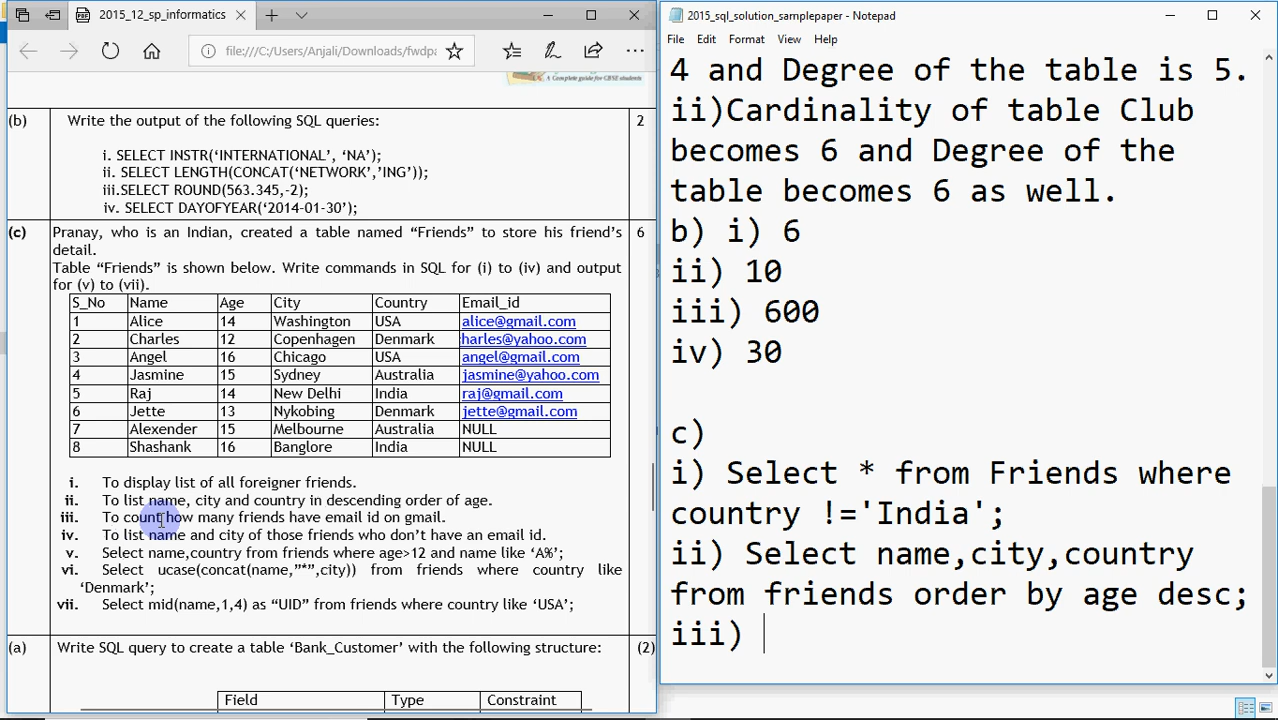 2015_12_sp_informatics
file:///C:/Users/Anjali/Downloads/fwdpa
A Complete guide for CBSE students
(b) Write the output of the following SQL queries: 2
i. SELECT INSTR(‘INTERNATIONAL’, ‘NA’);
ii. SELECT LENGTH(CONCAT(‘NETWORK’,’ING’));
iii.SELECT ROUND(563.345,-2);
iv. SELECT DAYOFYEAR(‘2014-01-30’);
(c) Pranay, who is an Indian, created a table named “Friends” to store his friend’s 6
detail.
Table “Friends” is shown below. Write commands in SQL for (i) to (iv) and output
for (v) to (vii).
S_No Name Age City Country Email_id
1 Alice 14 Washington USA alice@gmail.com
2 Charles 12 Copenhagen Denmark harles@yahoo.com
3 Angel 16 Chicago USA angel@gmail.com
4 Jasmine 15 Sydney Australia jasmine@yahoo.com
5 Raj 14 New Delhi India raj@gmail.com
6 Jette 13 Nykobing Denmark jette@gmail.com
7 Alexender 15 Melbourne Australia NULL
8 Shashank 16 Banglore India NULL
i. To display list of all foreigner friends.
ii. To list name, city and country in descending order of age.
iii. To count how many friends have email id on gmail.
iv. To list name and city of those friends who don’t have an email id.
v. Select name,country from friends where age>12 and name like ‘A%’;
vi. Select ucase(concat(name,”*”,city)) from friends where country like
‘Denmark’;
vii. Select mid(name,1,4) as “UID” from friends where country like ‘USA’;
(a) Write SQL query to create a table ‘Bank_Customer’ with the following structure: (2)
Field Type Constraint
2015_sql_solution_samplepaper - Notepad
File Edit Format View Help
4 and Degree of the table is 5.
ii)Cardinality of table Club
becomes 6 and Degree of the
table becomes 6 as well.
b) i) 6
ii) 10
iii) 600
iv) 30
c)
i) Select * from Friends where
country !='India';
ii) Select name,city,country
from friends order by age desc;
iii)